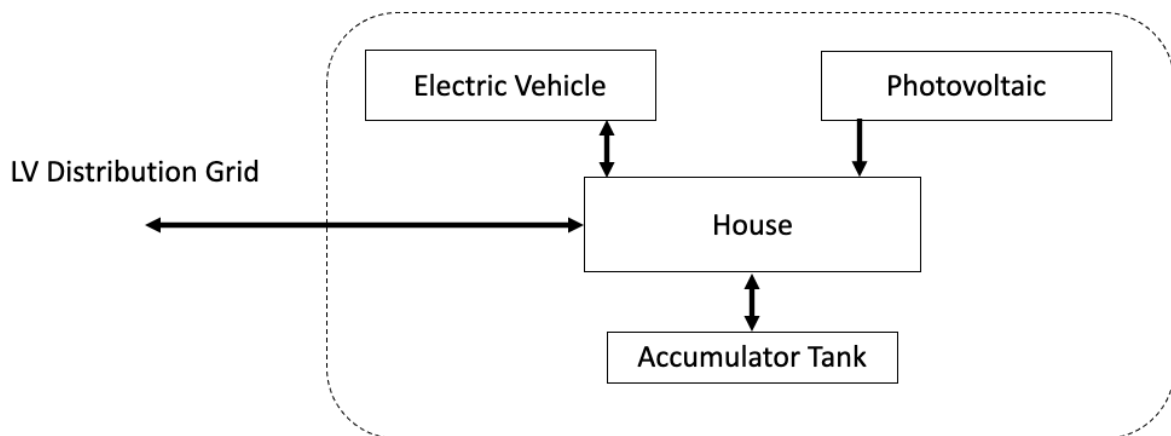 Electric Vehicle
Photovoltaic
LV Distribution Grid
House
Accumulator Tank